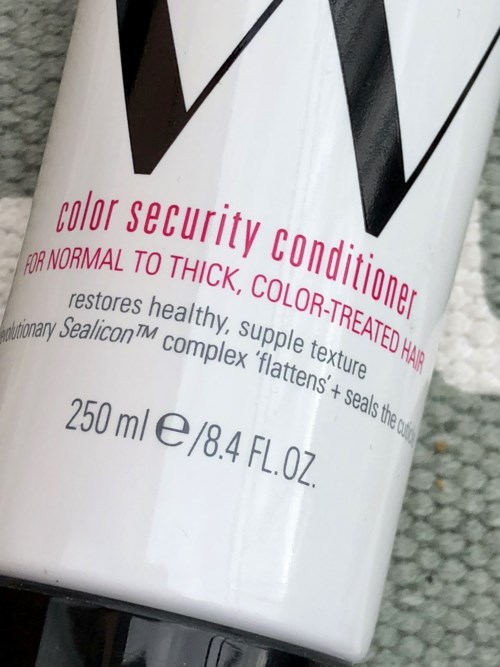 W
color security conditioner
FOR NORMAL TO THICK, COLOR-TREATED HAIR
restores healthy, supple texture
Sealicon™ complex 'flattens' + seals the
250 ml e/8.4 FL.OZ.